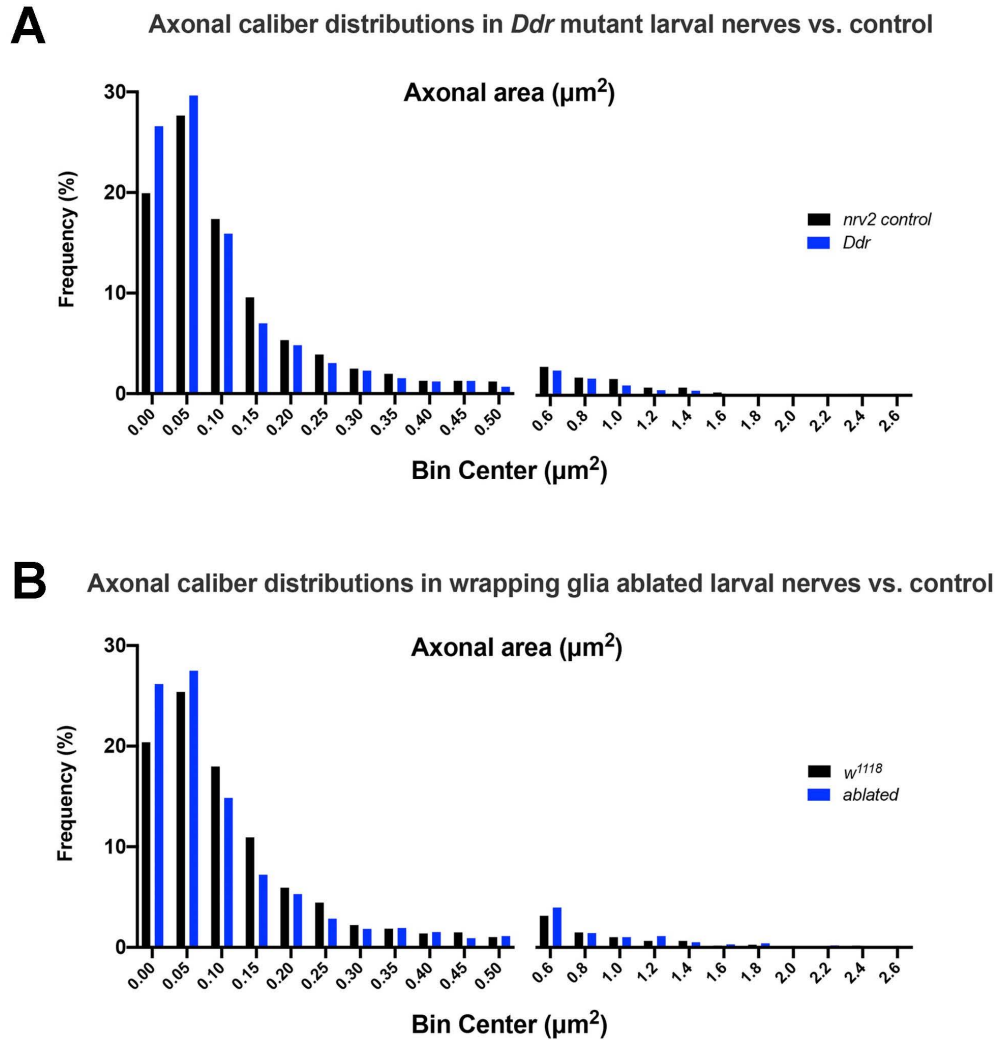 A
Axonal caliber distributions in Ddr mutant larval nerves vs. control
Axonal area (µm²)
30
20
10
0
Frequency (%)
nrv2 control
Ddr
0.00 0.05 0.10 0.15 0.20 0.25 0.30 0.35 0.40 0.45 0.50 0.6 0.8 1.0 1.2 1.4 1.6 1.8 2.0 2.2 2.4 2.6
Bin Center (µm²)
B
Axonal caliber distributions in wrapping glia ablated larval nerves vs. control
Axonal area (µm²)
30
20
10
0
Frequency (%)
w¹¹¹⁸
ablated
0.00 0.05 0.10 0.15 0.20 0.25 0.30 0.35 0.40 0.45 0.50 0.6 0.8 1.0 1.2 1.4 1.6 1.8 2.0 2.2 2.4 2.6
Bin Center (µm²)